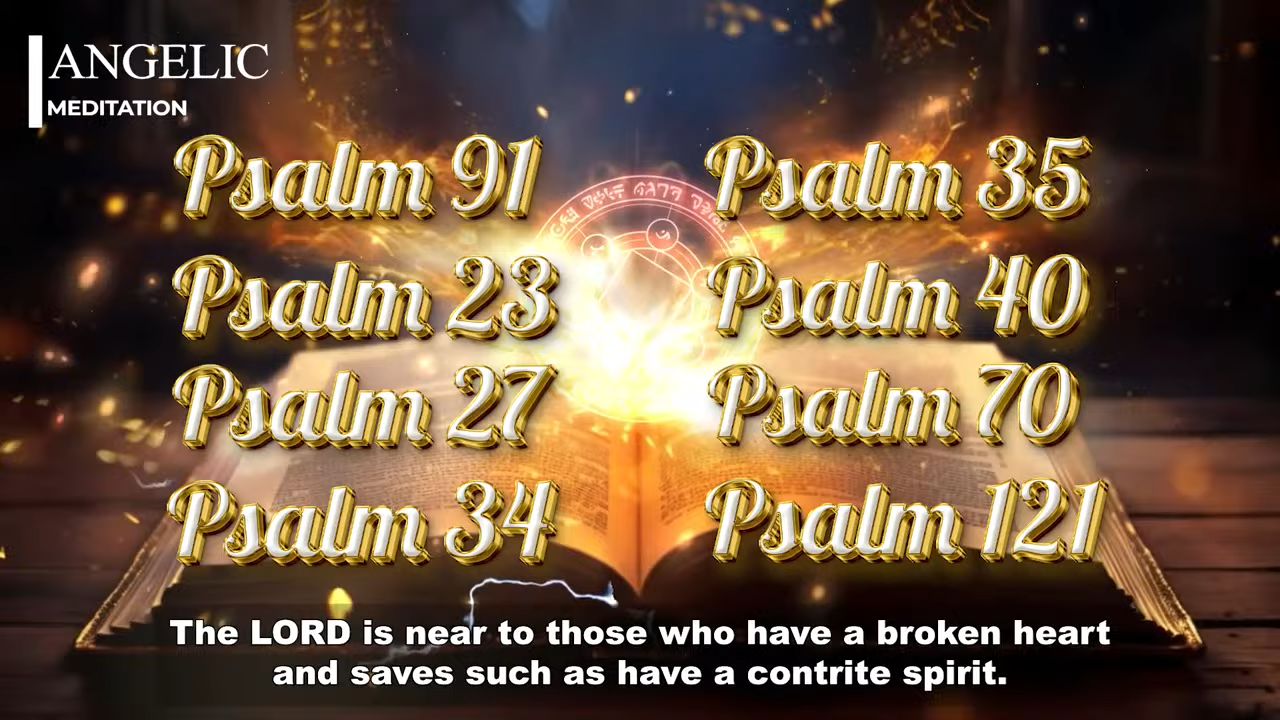 ANGELIC
MEDITATION
Psalm 91
Psalm 23
Psalm 27
Psalm 34
Psalm 35
Psalm 40
Psalm 70
Psalm 121
The LORD is near to those who have a broken heart
and saves such as have a contrite spirit.